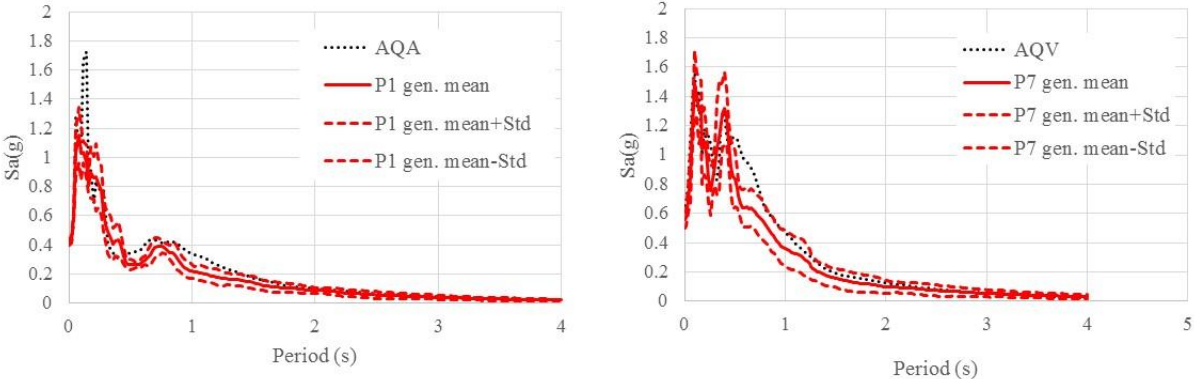 2
1.8
1.6
1.4
1.2
1
0.8
0.6
0.4
0.2
0
Sa(g)
0 1 2 3 4
Period (s)
AQA
P1 gen. mean
P1 gen. mean+Std
P1 gen. mean-Std
2
1.8
1.6
1.4
1.2
1
0.8
0.6
0.4
0.2
0
Sa(g)
0 1 2 3 4 5
Period (s)
AQV
P7 gen. mean
P7 gen. mean+Std
P7 gen. mean-Std